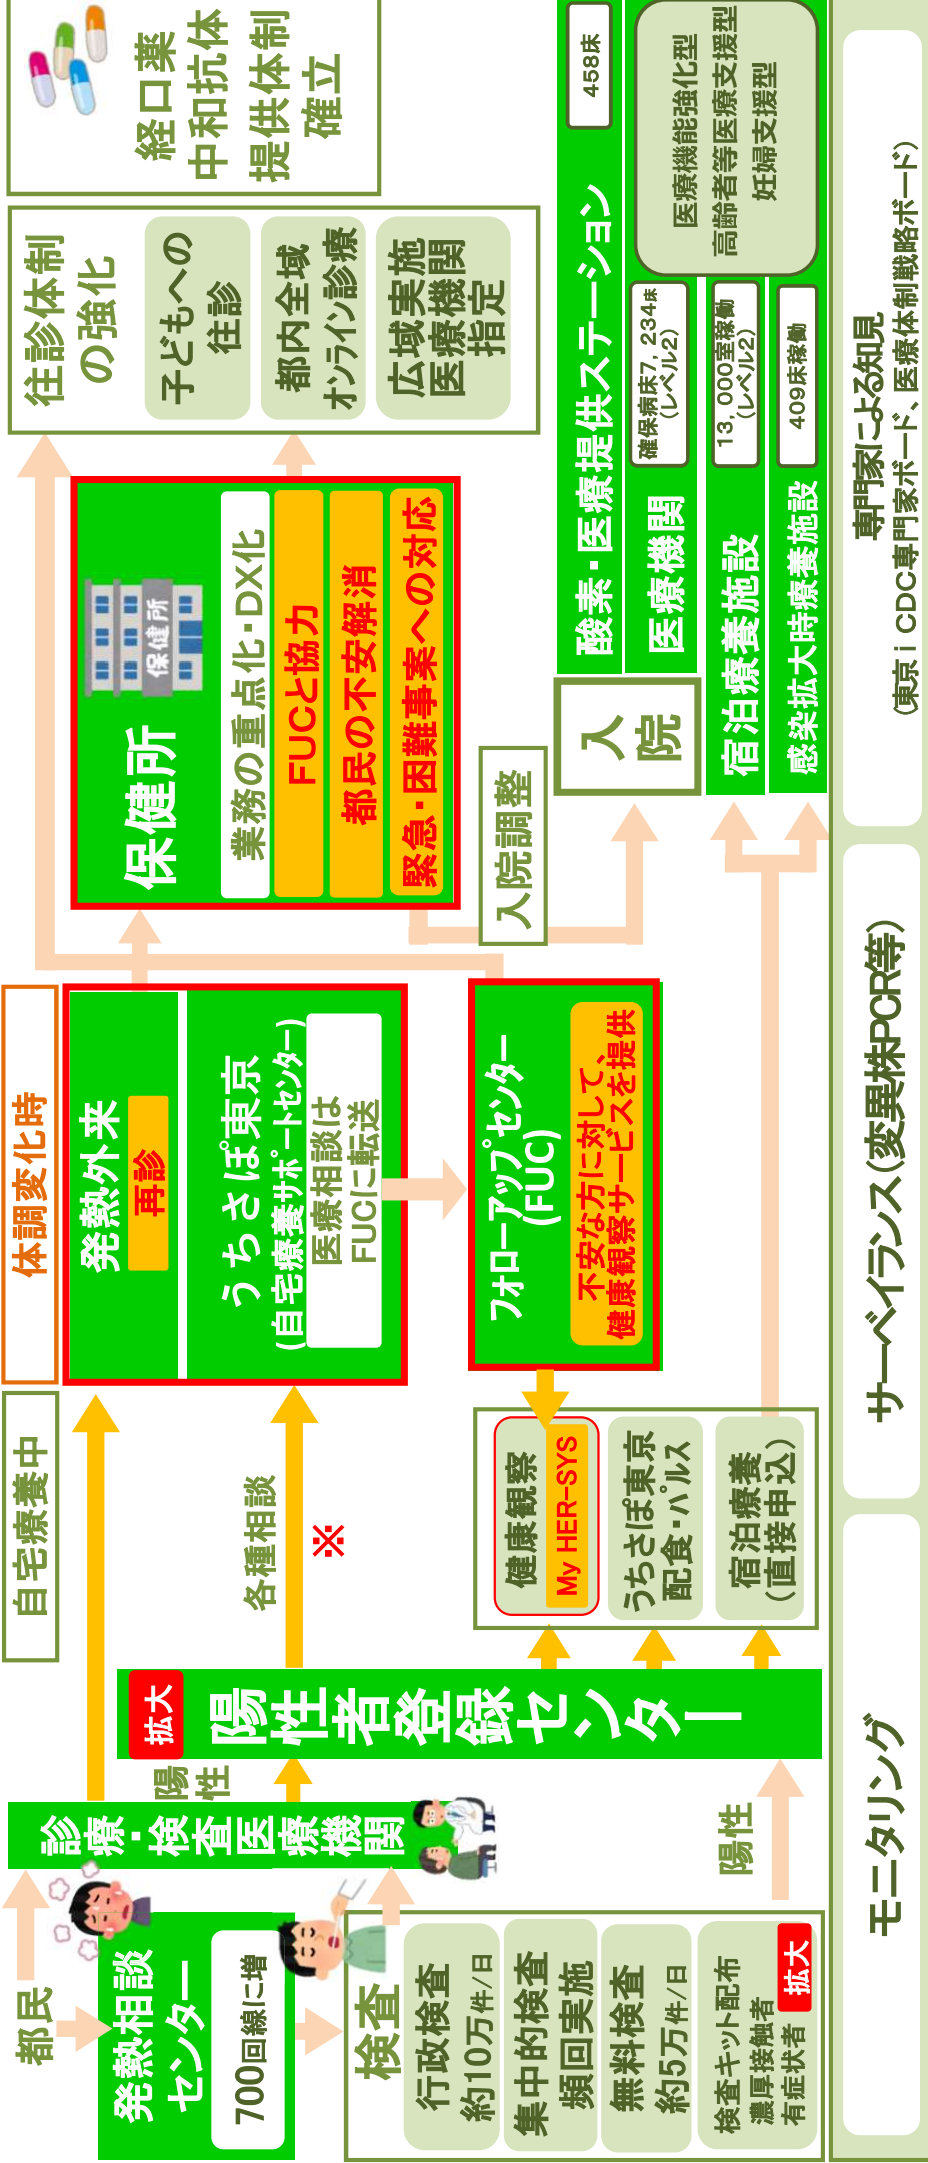 都民
発熱相談
センター
700回線に増
検査
行政検査
約10万件/日
集中的検査
頻回実施
無料検査
約5万件/日
検査キット配布
濃厚接触者
有症状者
拡大
診療・検査医療機関
陽性
陽性
拡大
陽性者登録センター
自宅療養中
各種相談
※
健康観察
My HER-SYS
うちさぽ東京
配食・パルス
宿泊療養
(直接申込)
体調変化時
発熱外来
再診
うちさぽ東京
(自宅療養サポートセンター)
医療相談は
FUCに転送
フォローアップセンター
(FUC)
不安な方に対して、
健康観察サービスを提供
保健所
保健所
業務の重点化・DX化
FUCと協力
都民の不安解消
緊急・困難事案への対応
入院調整
往診体制
の強化
子どもへの
往診
都内全域
オンライン診療
広域実施
医療機関
指定
経口薬
中和抗体
提供体制
確立
入
院
酸素・医療提供ステーション
458床
医療機関
確保病床7,234床
(レベル2)
宿泊療養施設
13,000室稼働
(レベル2)
感染拡大時療養施設
409床稼働
医療機能強化型
高齢者等医療支援型
妊婦支援型
モニタリング
サーベイランス(変異株PCR等)
専門家による知見
(東京iCDC専門家ボード、医療体制戦略ボード)